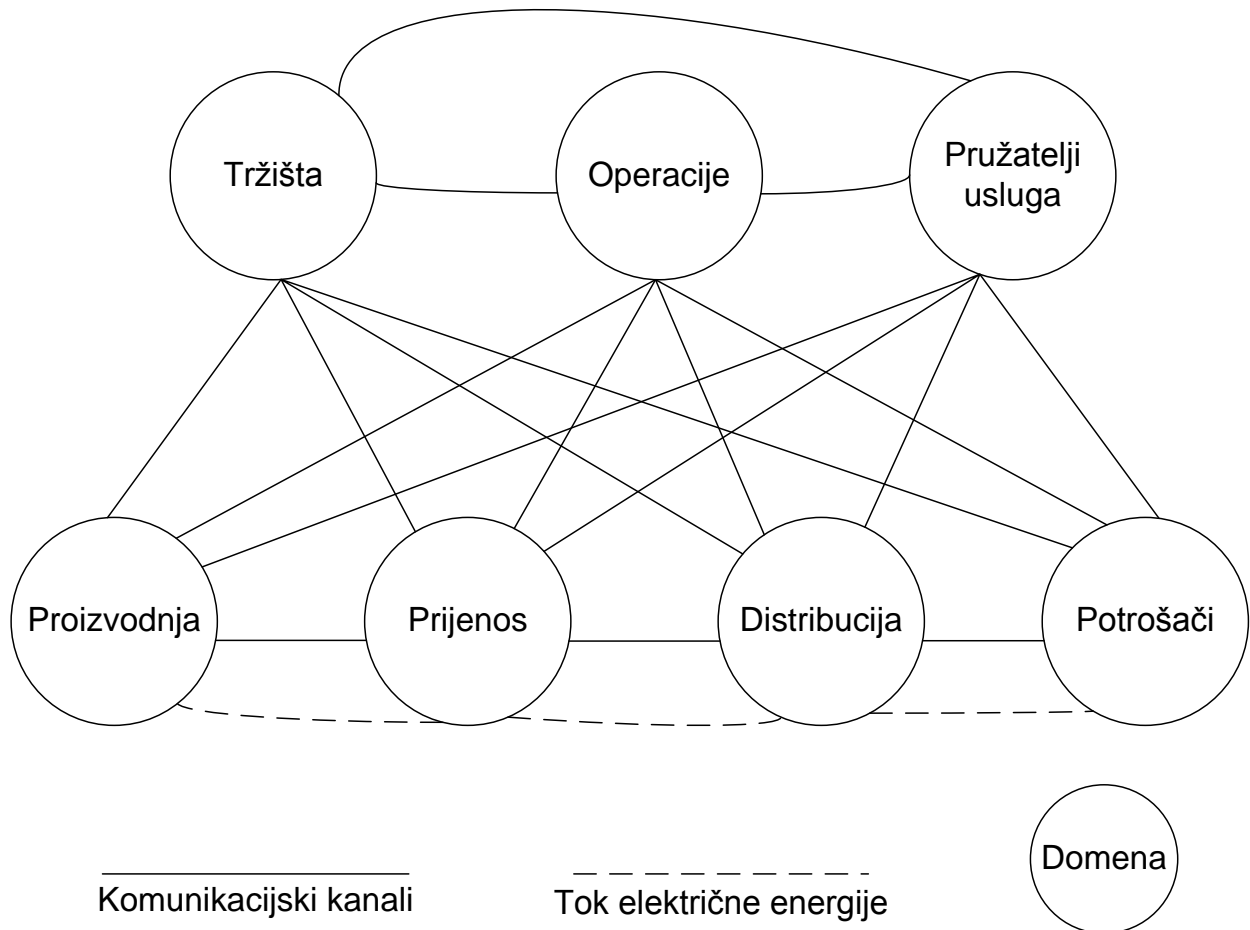 Tržišta
Operacije
Pružatelji
usluga
Proizvodnja
Prijenos
Distribucija
Potrošači
Domena
Komunikacijski kanali
Tok električne energije